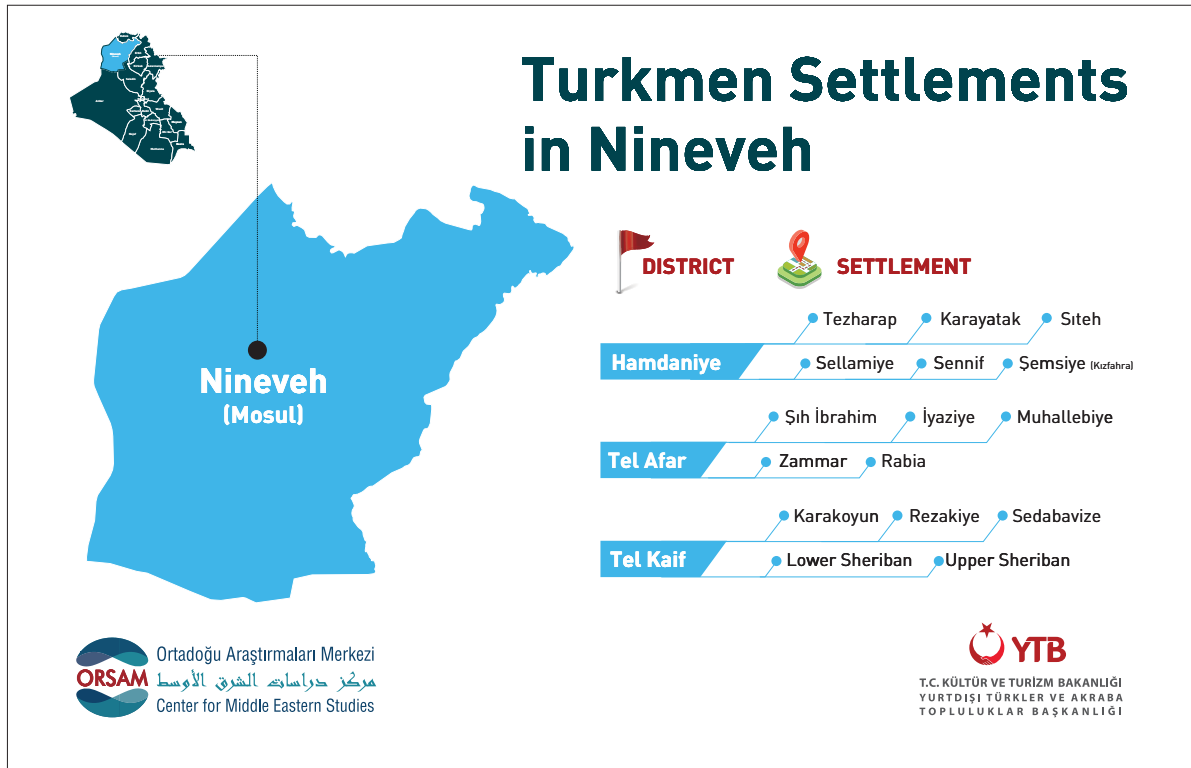 Turkmen Settlements
in Nineveh
DISTRICT
SETTLEMENT
Nineveh
(Mosul)
Tezharap Karayatak Sıteh
Hamdaniye
Sellamiye Sennif Şemsiye (Kızfahra)
Şıh İbrahim İyaziye Muhallebiye
Tel Afar
Zammar Rabia
Karakoyun Rezakiye Sedabavize
Tel Kaif
Lower Sheriban Upper Sheriban
ORSAM
Ortadoğu Araştırmaları Merkezi
مركز دراسات الشرق الأوسط
Center for Middle Eastern Studies
YTB
T.C. KÜLTÜR VE TURİZM BAKANLIĞI
YURTDIŞI TÜRKLER VE AKRABA
TOPLULUKLAR BAŞKANLIĞI